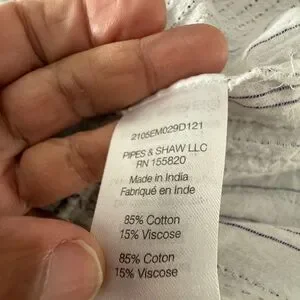 2105EM029D121
PIPES & SHAW LLC
RN 155820
Made in India
Fabriqué en Inde
85% Cotton
15% Viscose
85% Coton
15% Viscose